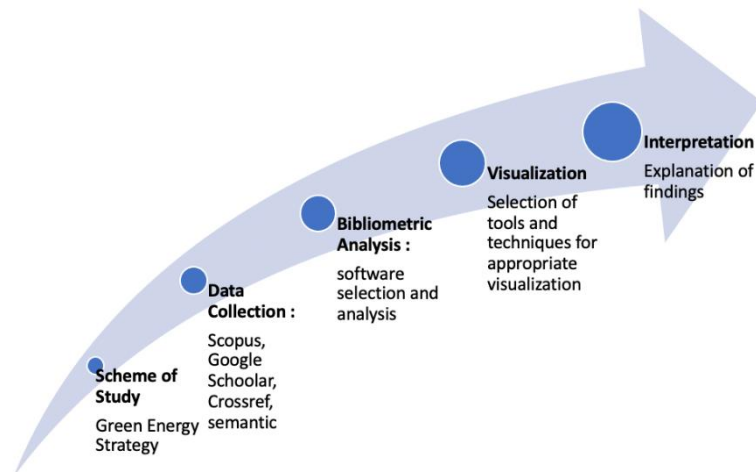 Scheme of
Study
Green Energy
Strategy
Data
Collection :
Scopus,
Google
Schoolar,
Crossref,
semantic
Bibliometric
Analysis :
software
selection and
analysis
Visualization
Selection of
tools and
techniques for
appropriate
visualization
Interpretation
Explanation of
findings